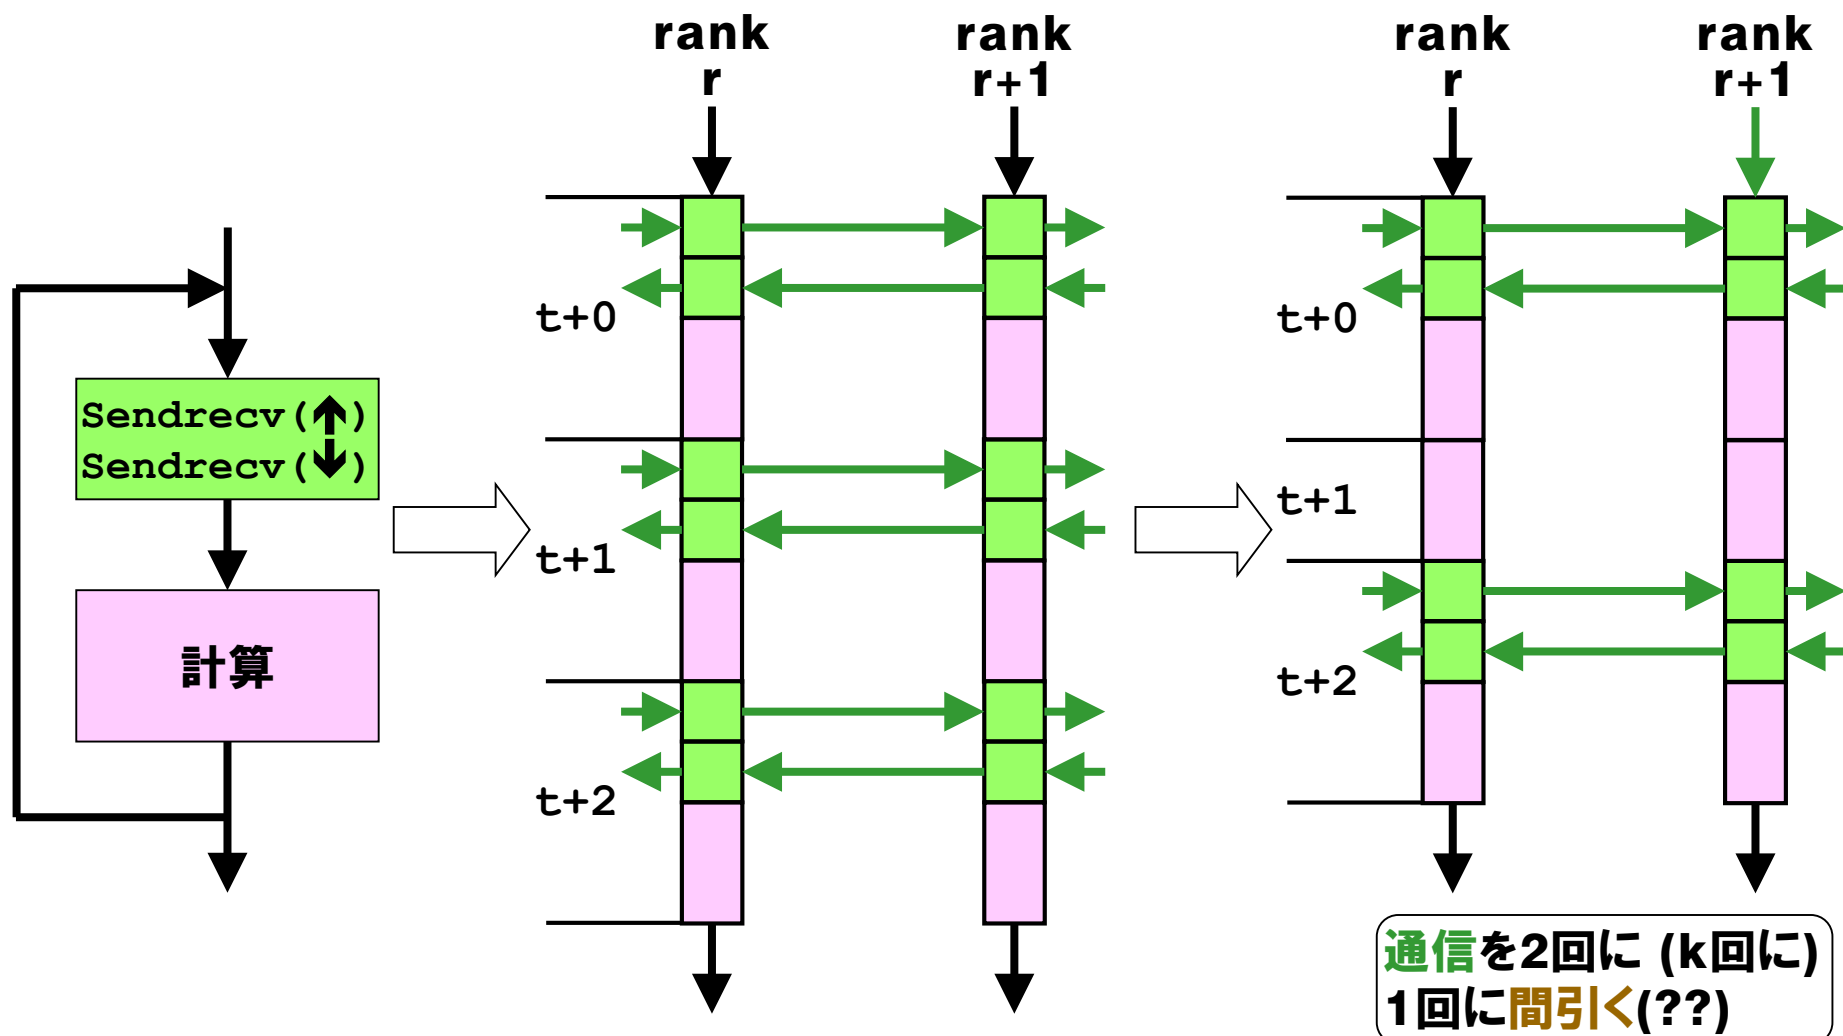 rank
r
rank
r+1
rank
r
rank
r+1
Sendrecv(↑)
Sendrecv(↓)
計算
t+0
t+1
t+2
t+0
t+1
t+2
通信を2回に (k回に)
1回に間引く(??)